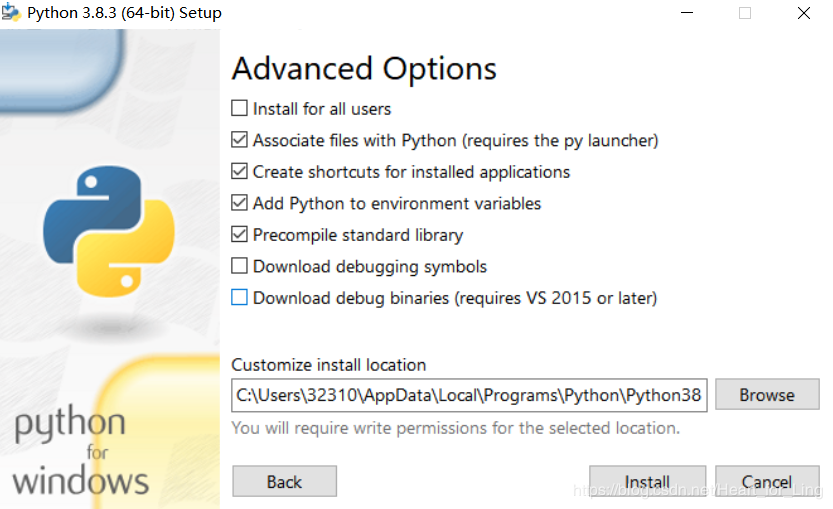 Python 3.8.3 (64-bit) Setup
Advanced Options
Install for all users
Associate files with Python (requires the py launcher)
Create shortcuts for installed applications
Add Python to environment variables
Precompile standard library
Download debugging symbols
Download debug binaries (requires VS 2015 or later)
Customize install location
C:\Users\32310\AppData\Local\Programs\Python\Python38
Browse
You will require write permissions for the selected location.
python
for
windows
Back
Install
Cancel
https://blog.csdn.net/Heart_for_Ling